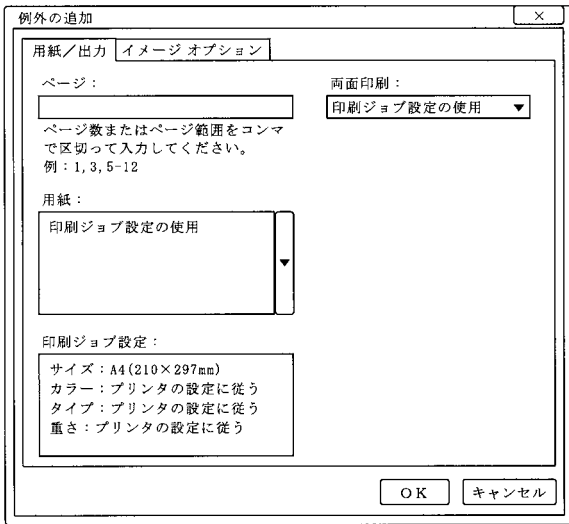 例外の追加
×
用紙／出力 イメージ オプション
ページ：
ページ数またはページ範囲をコンマ
で区切って入力してください。
例：1,3,5-12
両面印刷：
印刷ジョブ設定の使用 ▼
用紙：
印刷ジョブ設定の使用
▼
印刷ジョブ設定：
サイズ：A4(210×297mm)
カラー：プリンタの設定に従う
タイプ：プリンタの設定に従う
重さ：プリンタの設定に従う
OK キャンセル